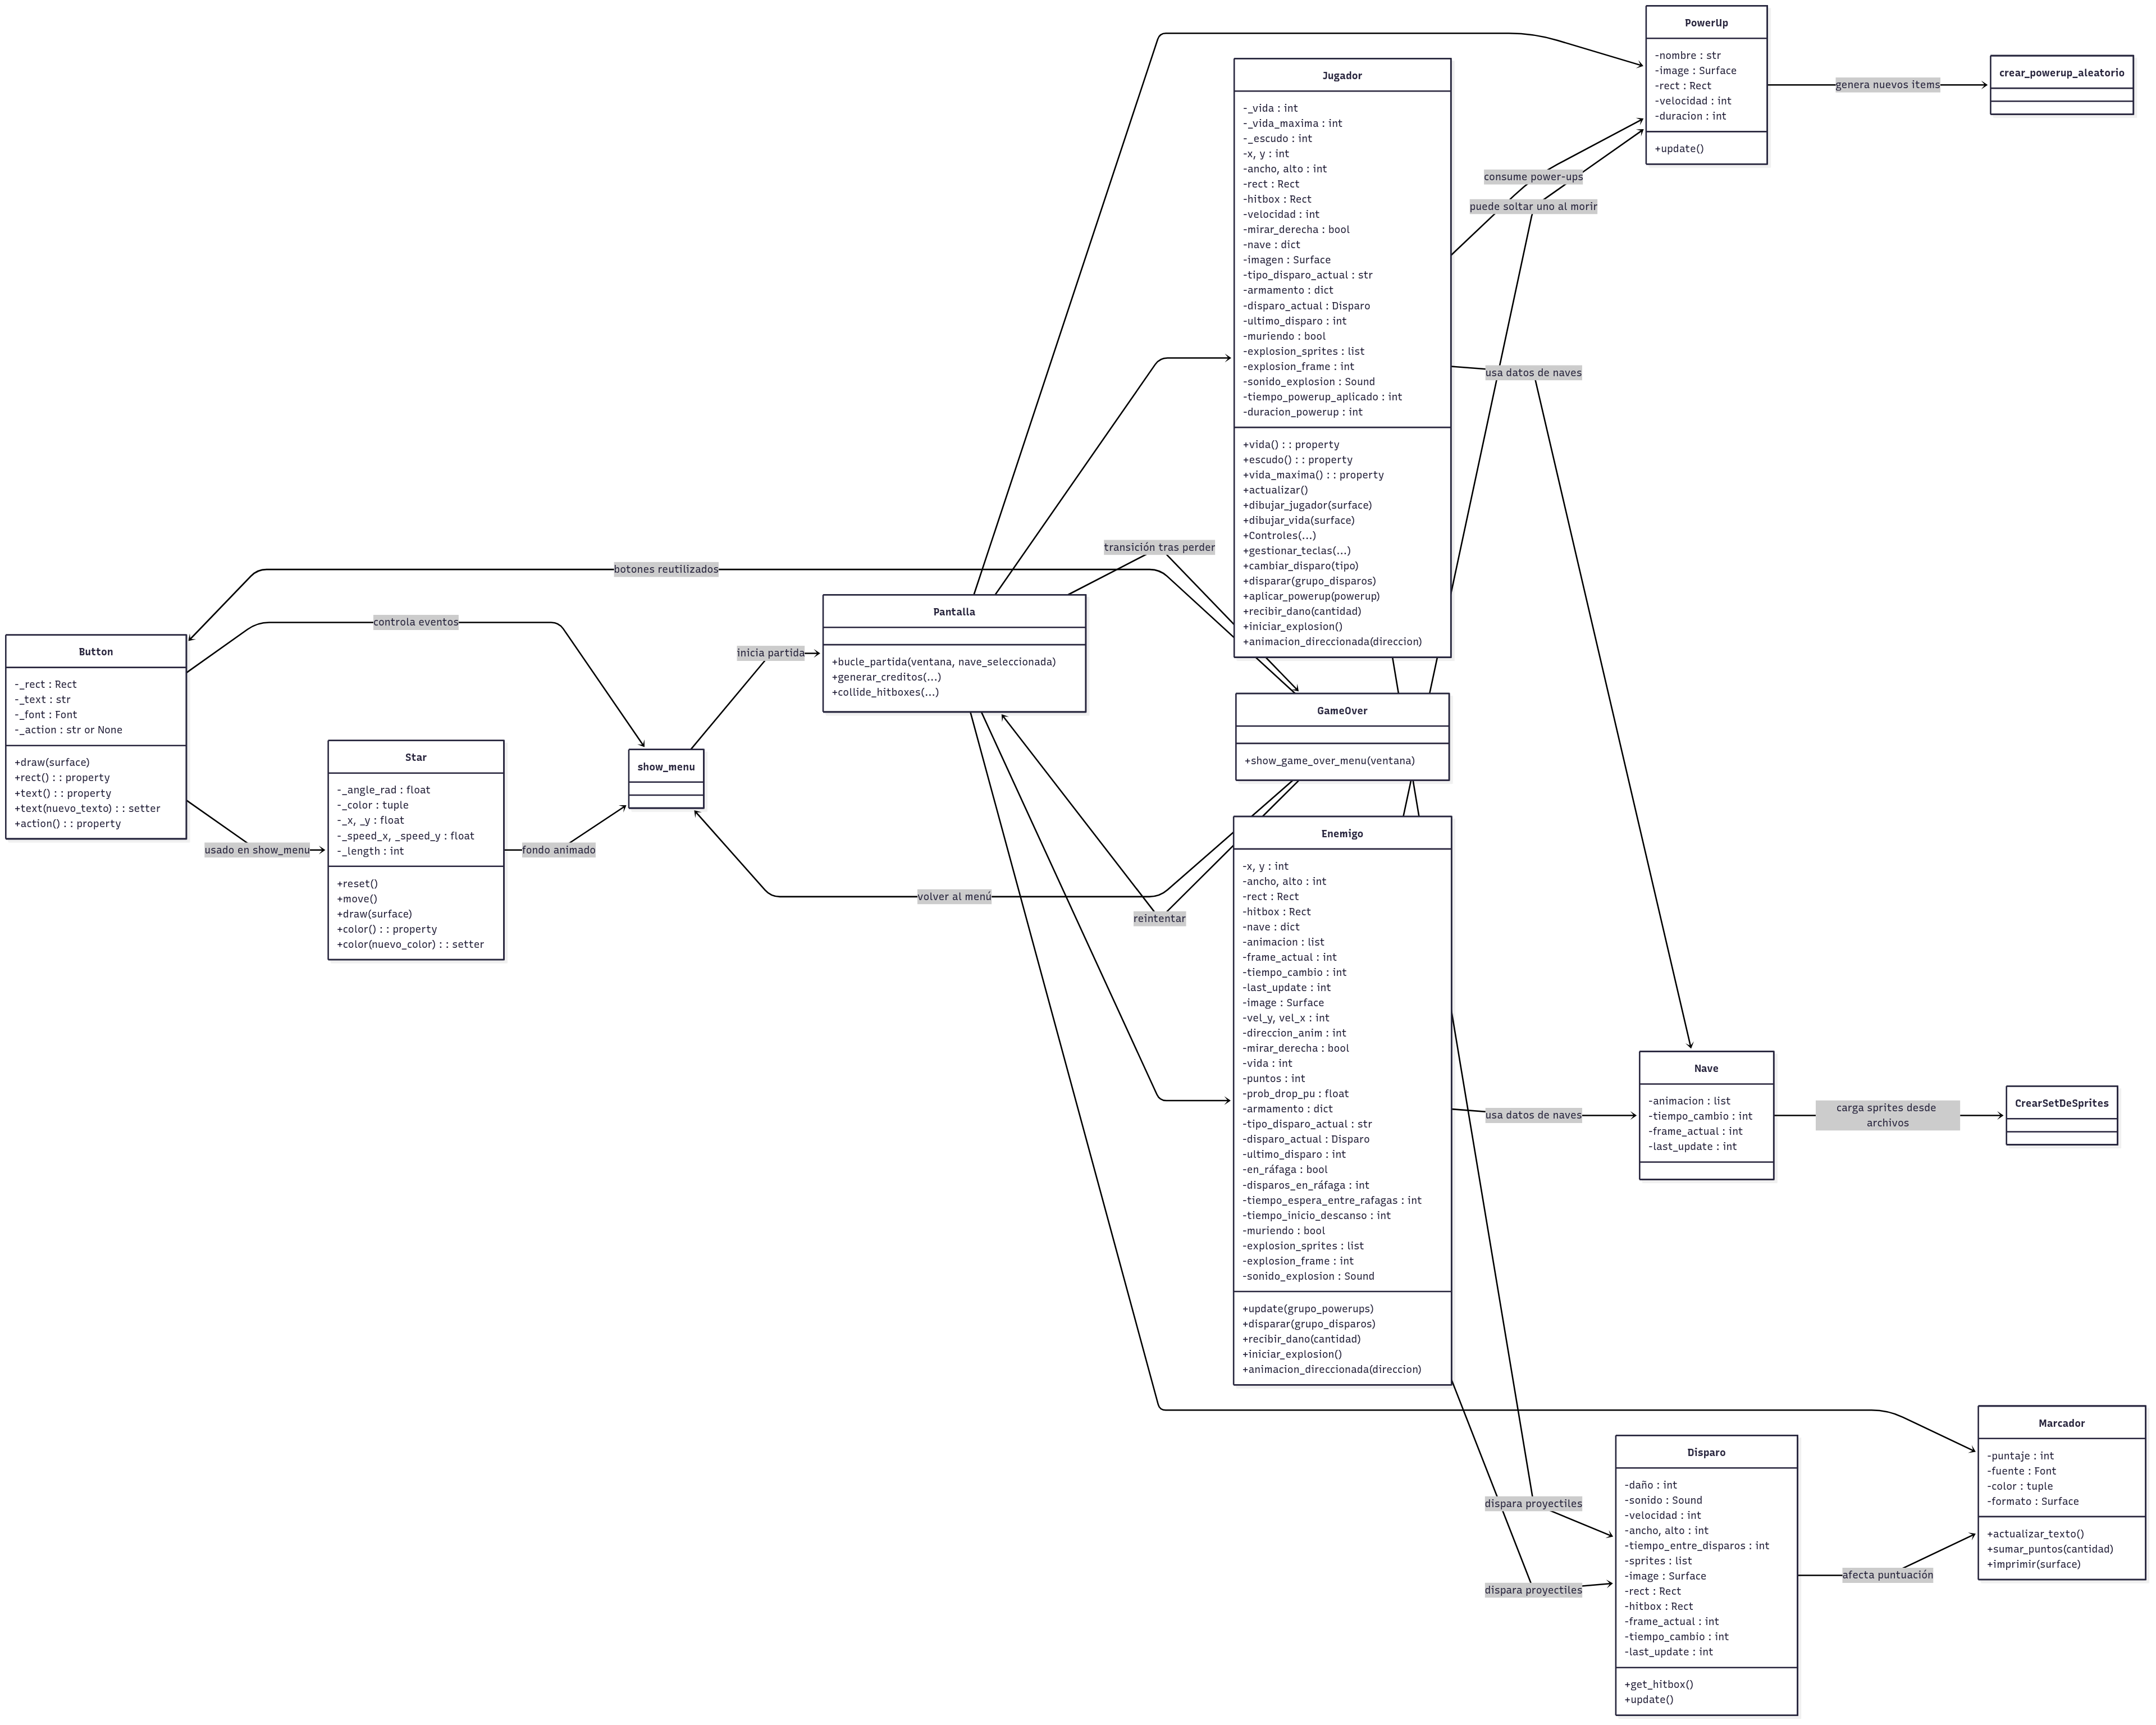 PowerUp
-nombre : str
-image : Surface
-rect : Rect
-velocidad : int
-duracion : int
+update()
genera nuevos ítems
crear_powerup_aleatorio
Jugador
-_vida : int
-_vida_maxima : int
-_escudo : int
-x, y : int
-ancho, alto : int
-rect : Rect
-hitbox : Rect
-velocidad : int
-mirar_derecha : bool
-nave : dict
-imagen : Surface
-tipo_disparo_actual : str
-armamento : dict
-disparo_actual : Disparo
-ultimo_disparo : int
-muriendo : bool
-explosion_sprites : list
-explosion_frame : int
-sonido_explosion : Sound
-tiempo_powerup_aplicado : int
-duracion_powerup : int
+vida() : : property
+escudo() : : property
+vida_maxima() : : property
+actualizar()
+dibujar_jugador(surface)
+dibujar_vida(surface)
+Controles(...)
+gestionar_teclas(...)
+cambiar_disparo(tipo)
+disparar(grupo_disparos)
+aplicar_powerup(powerup)
+recibir_dano(cantidad)
+iniciar_explosion()
+animacion_direccionada(direccion)
consume power-ups
puede soltar uno al morir
usa datos de naves
transición tras perder
botones reutilizados
controla eventos
inicia partida
Pantalla
+bucle_partida(ventana, nave_seleccionada)
+generar_creditos(...)
+collide_hitboxes(...)
Button
-_rect : Rect
-_text : str
-_font : Font
-_action : str or None
+draw(surface)
+rect() : : property
+text() : : property
+text(nuevo_texto) : : setter
+action() : : property
usado en show_menu
Star
-_angle_rad : float
-_color : tuple
-_x, _y : float
-_speed_x, _speed_y : float
-_length : int
+reset()
+move()
+draw(surface)
+color() : : property
+color(nuevo_color) : : setter
fondo animado
show_menu
volver al menú
reintentar
GameOver
+show_game_over_menu(ventana)
Enemigo
-x, y : int
-ancho, alto : int
-rect : Rect
-hitbox : Rect
-nave : dict
-animacion : list
-frame_actual : int
-tiempo_cambio : int
-last_update : int
-image : Surface
-vel_y, vel_x : int
-direccion_anim : int
-mirar_derecha : bool
-vida : int
-puntos : int
-prob_drop_pu : float
-armamento : dict
-tipo_disparo_actual : str
-disparo_actual : Disparo
-ultimo_disparo : int
-en_ráfaga : bool
-disparos_en_ráfaga : int
-tiempo_espera_entre_rafagas : int
-tiempo_inicio_descanso : int
-muriendo : bool
-explosion_sprites : list
-explosion_frame : int
-sonido_explosion : Sound
+update(grupo_powerups)
+disparar(grupo_disparos)
+recibir_dano(cantidad)
+iniciar_explosion()
+animacion_direccionada(direccion)
usa datos de naves
Nave
-animacion : list
-tiempo_cambio : int
-frame_actual : int
-last_update : int
carga sprites desde
archivos
CrearSetDeSprites
dispara proyectiles
dispara proyectiles
Disparo
-daño : int
-sonido : Sound
-velocidad : int
-ancho, alto : int
-tiempo_entre_disparos : int
-sprites : list
-image : Surface
-rect : Rect
-hitbox : Rect
-frame_actual : int
-tiempo_cambio : int
-last_update : int
+get_hitbox()
+update()
afecta puntuación
Marcador
-puntaje : int
-fuente : Font
-color : tuple
-formato : Surface
+actualizar_texto()
+sumar_puntos(cantidad)
+imprimir(surface)